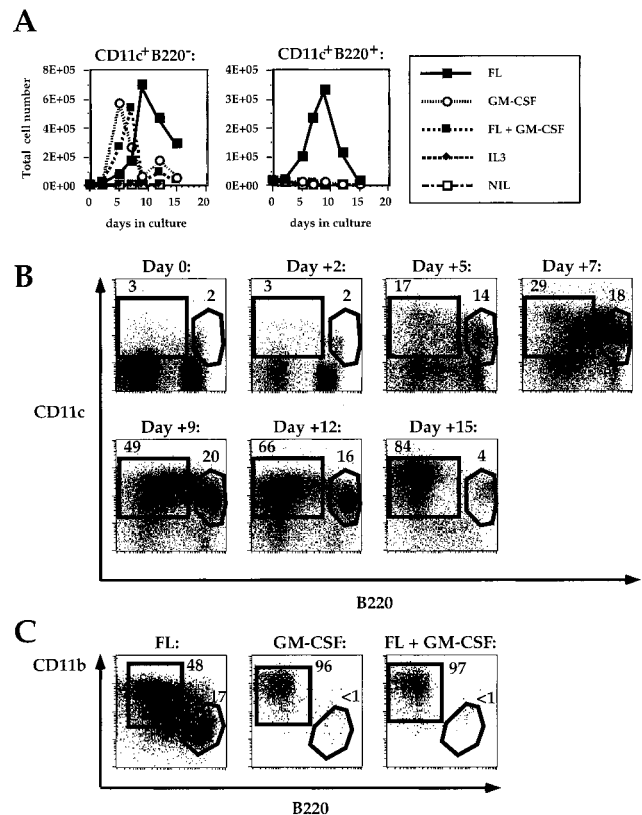 A
CD11c+B220-:
CD11c+B220+:
Total cell number
8E+05
6E+05
4E+05
2E+05
0E+00
0 5 10 15 20
days in culture
4E+05
3E+05
2E+05
1E+05
0E+00
0 5 10 15 20
days in culture
FL
GM-CSF
FL + GM-CSF
IL3
NIL
B
Day 0:
Day +2:
Day +5:
Day +7:
3 2
3 2
17 14
29 18
CD11c
Day +9:
Day +12:
Day +15:
49 20
66 16
84 4
B220
C
FL:
GM-CSF:
FL + GM-CSF:
CD11b
48 17
96 <1
97 <1
B220